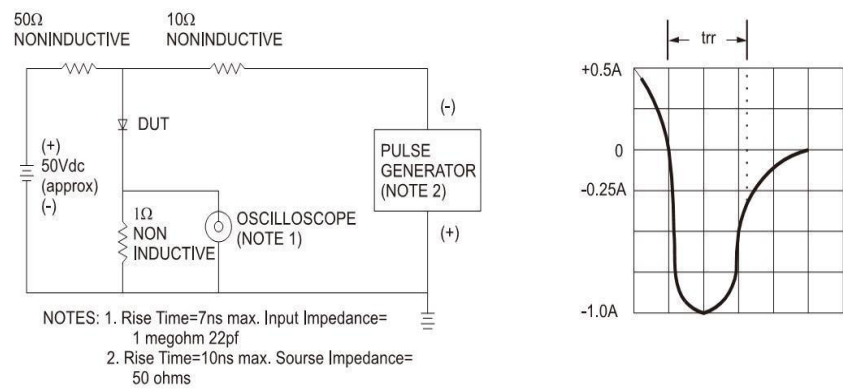 50Ω
NONINDUCTIVE
10Ω
NONINDUCTIVE
DUT
(+)
50Vdc
(approx)
(-)
1Ω
NON
INDUCTIVE
OSCILLOSCOPE
(NOTE 1)
(-)
PULSE
GENERATOR
(NOTE 2)
(+)
NOTES: 1. Rise Time=7ns max. Input Impedance=
1 megohm 22pf
2. Rise Time=10ns max. Sourse Impedance=
50 ohms
trr
+0.5A
0
-0.25A
-1.0A